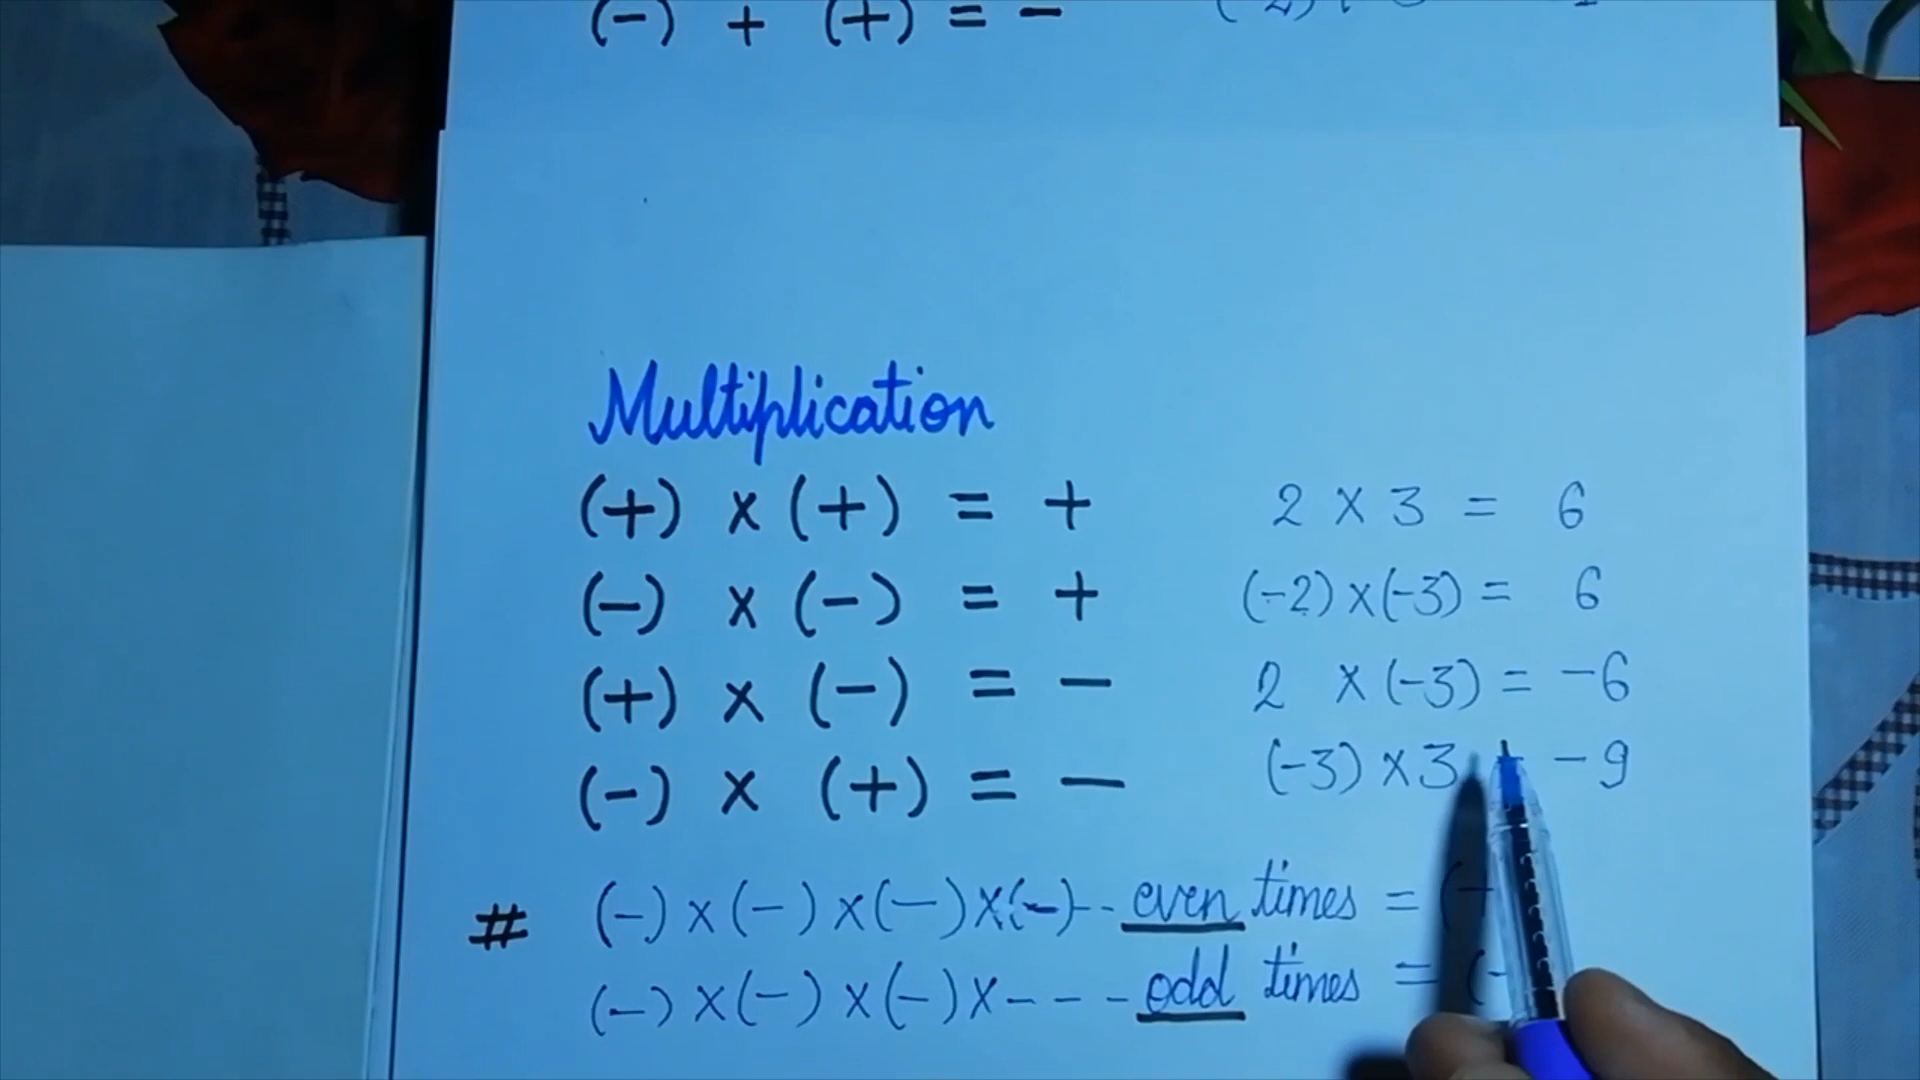 (-) + (+) = -
Multiplication
(+) x (+) = + 2 x 3 = 6
(-) x (-) = + (-2) x (-3) = 6
(+) x (-) = - 2 x (-3) = -6
(-) x (+) = - (-3) x 3 = -9
# (-) x (-) x (-) x (-) -- even times = (+
(-) x (-) x (-) x ---- odd times = (-